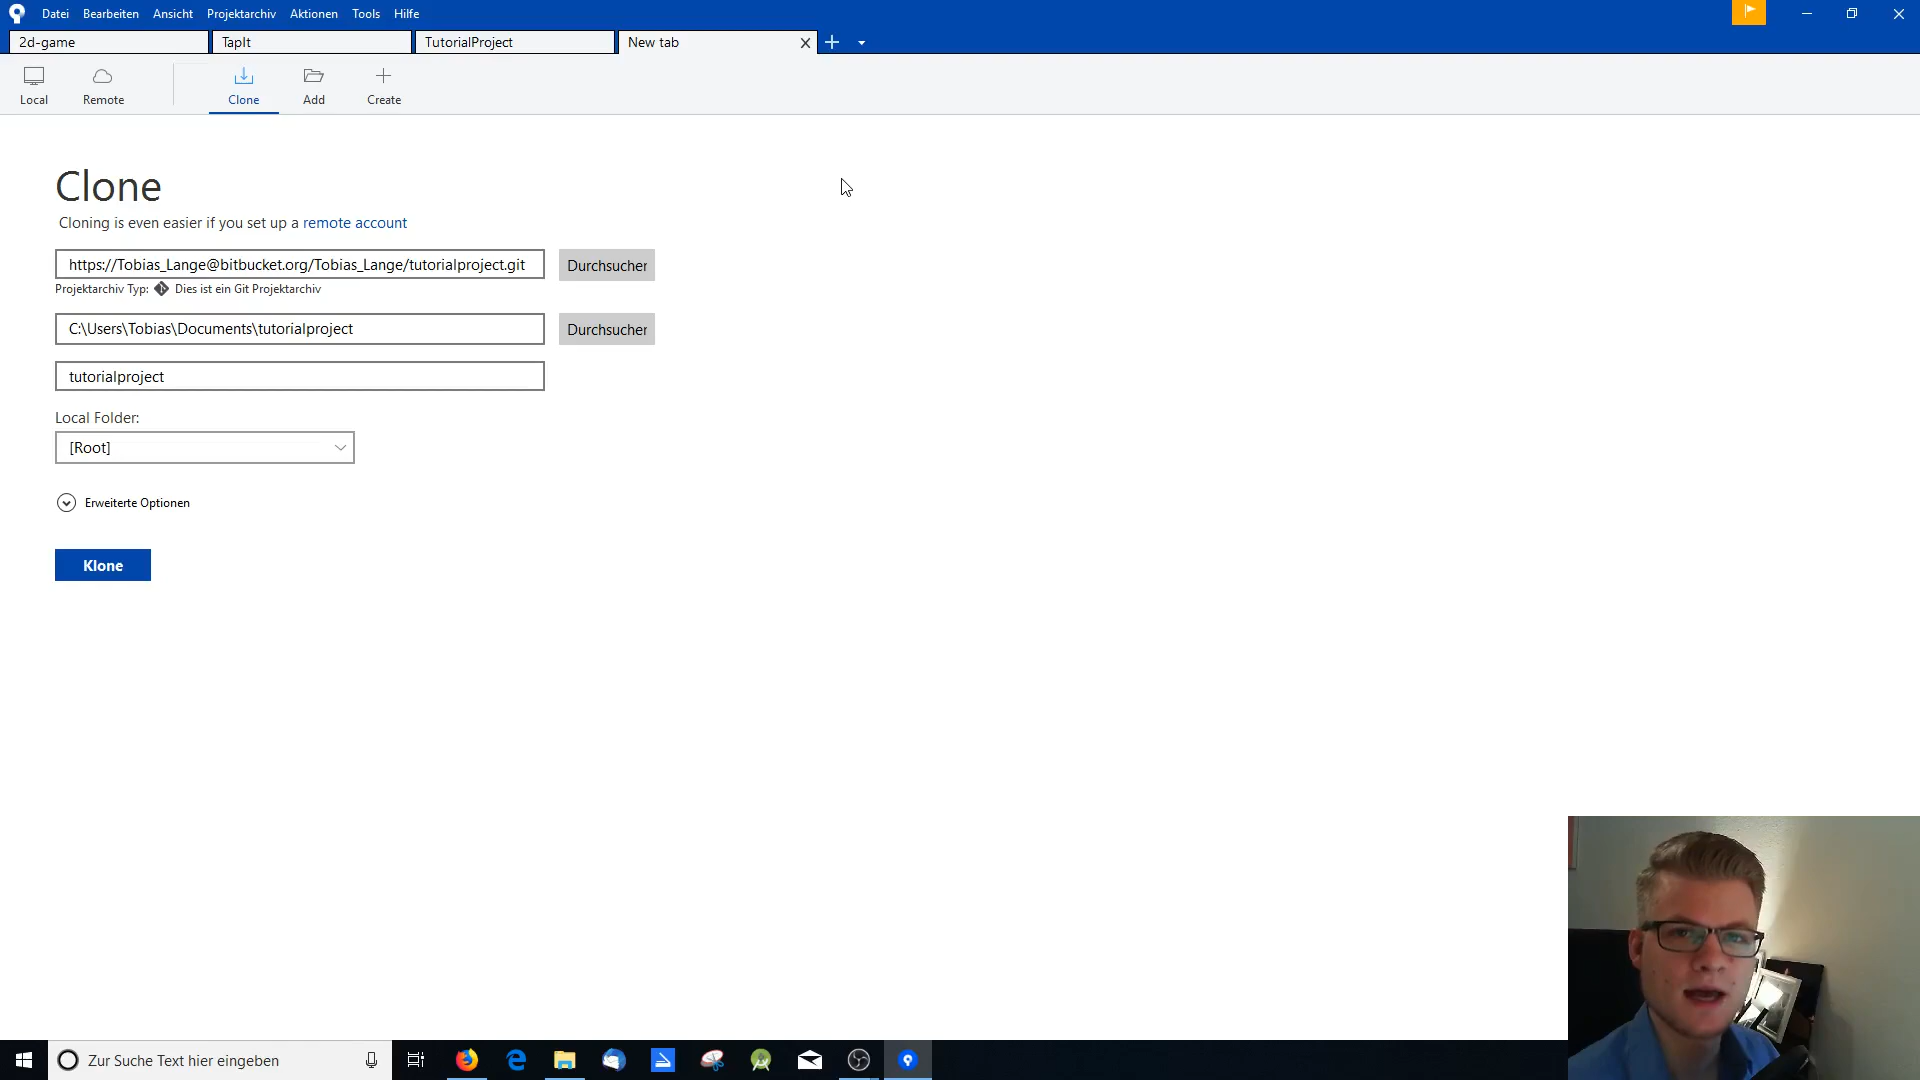 Datei Bearbeiten Ansicht Projektarchiv Aktionen Tools Hilfe
2d-game TapIt TutorialProject New tab
Local Remote Clone Add Create
Clone
Cloning is even easier if you set up a remote account
https://Tobias_Lange@bitbucket.org/Tobias_Lange/tutorialproject.git Durchsucher
Projektarchiv Typ: Dies ist ein Git Projektarchiv
C:\Users\Tobias\Documents\tutorialproject Durchsucher
tutorialproject
Local Folder:
[Root]
Erweiterte Optionen
Klone
Zur Suche Text hier eingeben